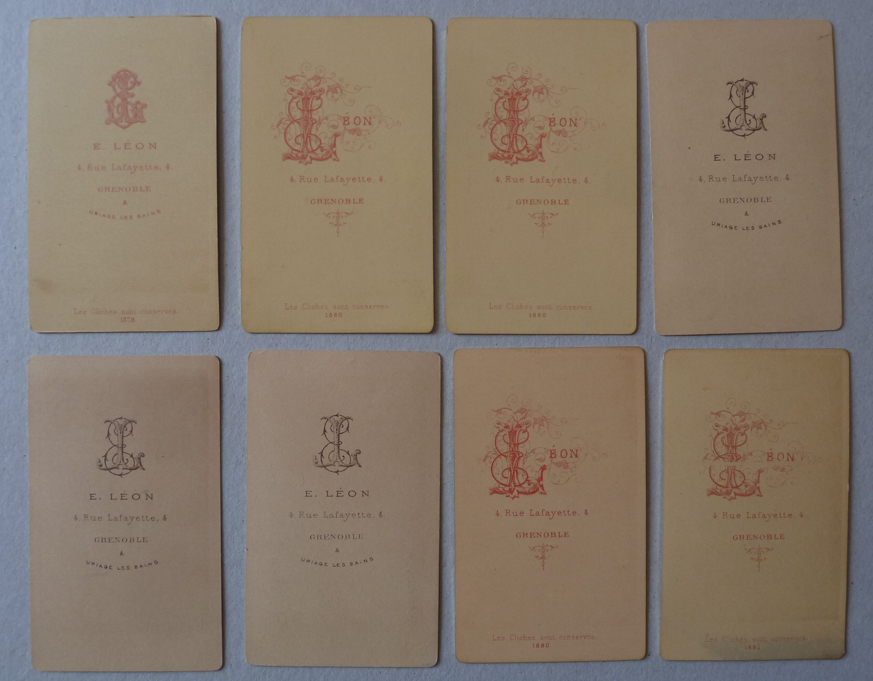 E. LÉON
4. Rue Lafayette, 4.
GRENOBLE
&
URIAGE LES BAINS
Les Clichés sont conservés.
1878
LÉON
4. Rue Lafayette, 4.
GRENOBLE
Les Clichés sont conservés.
LÉON
4. Rue Lafayette, 4.
GRENOBLE
Les Clichés sont conservés.
E. LÉON
4. Rue Lafayette, 4.
GRENOBLE
&
URIAGE LES BAINS
E. LÉON
4. Rue Lafayette, 4.
GRENOBLE
&
URIAGE LES BAINS
E. LÉON
4. Rue Lafayette, 4.
GRENOBLE
&
URIAGE LES BAINS
LÉON
4. Rue Lafayette, 4.
GRENOBLE
Les Clichés sont conservés.
LÉON
4. Rue Lafayette, 4.
GRENOBLE
Les Clichés sont conservés.